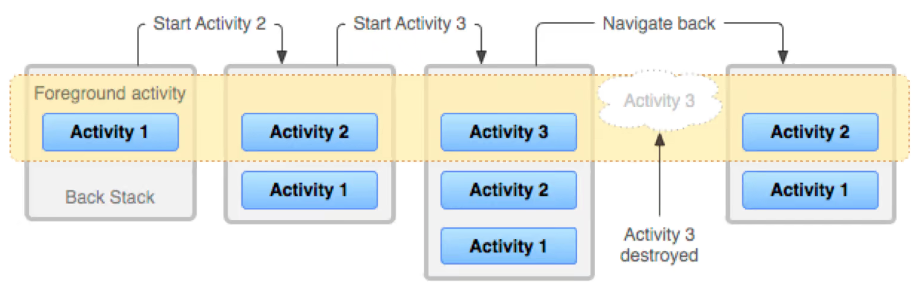 Start Activity 2
Start Activity 3
Navigate back
Foreground activity
Activity 1
Back Stack
Activity 2
Activity 1
Activity 3
Activity 2
Activity 1
Activity 3
Activity 3
destroyed
Activity 2
Activity 1